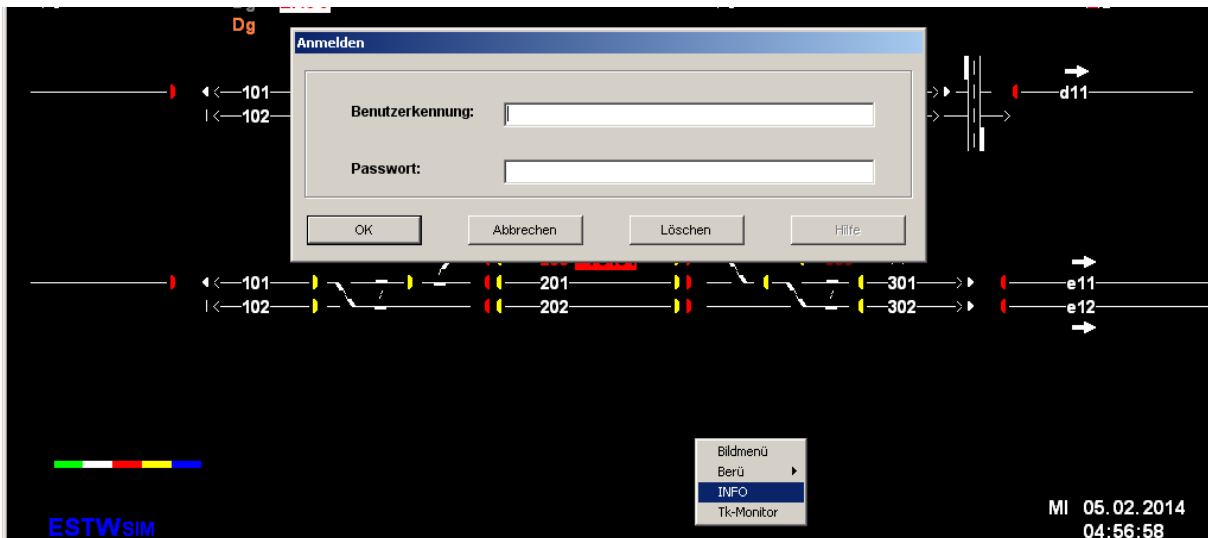 Dg
Anmelden
101 d11
102
Benutzerkennung:
Passwort:
OK Abbrechen Löschen Hilfe
101 201 301 e11
102 202 302 e12
Bildmenü
Berü
INFO
Tk-Monitor
MI 05.02.2014
ESTWSIM 04:56:58